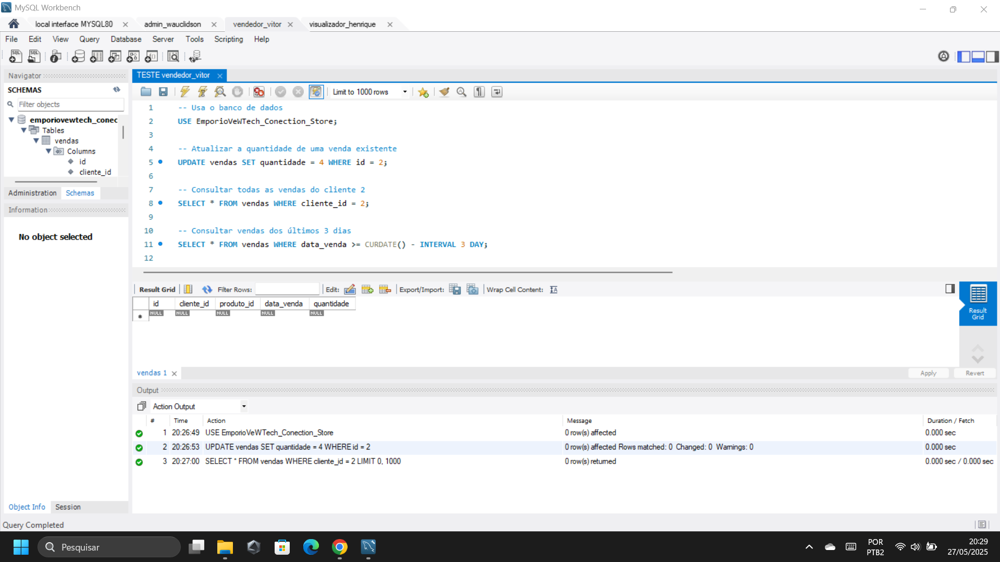 MySQL Workbench
local interface MYSQL80
admin_wauclidson
vendedor_vitor
visualizador_henrique
File Edit View Query Database Server Tools Scripting Help
Navigator
SCHEMAS
Filter objects
emporiovewtech_conec
Tables
vendas
Columns
id
cliente_id
Administration Schemas
Information
No object selected
Object Info Session
TESTE vendedor_vitor
Limit to 1000 rows
1 -- Usa o banco de dados
2 USE EmporioVeWTech_Conection_Store;
3
4 -- Atualizar a quantidade de uma venda existente
5 UPDATE vendas SET quantidade = 4 WHERE id = 2;
6
7 -- Consultar todas as vendas do cliente 2
8 SELECT * FROM vendas WHERE cliente_id = 2;
9
10 -- Consultar vendas dos últimos 3 dias
11 SELECT * FROM vendas WHERE data_venda >= CURDATE() - INTERVAL 3 DAY;
12
Result Grid Filter Rows: Edit: Export/Import: Wrap Cell Content:
id cliente_id produto_id data_venda quantidade
NULL NULL NULL NULL NULL
Result
Grid
vendas 1
Apply Revert
Output
Action Output
# Time Action Message Duration / Fetch
1 20:26:49 USE EmporioVeWTech_Conection_Store 0 row(s) affected 0.000 sec
2 20:26:53 UPDATE vendas SET quantidade = 4 WHERE id = 2 0 row(s) affected Rows matched: 0 Changed: 0 Warnings: 0 0.000 sec
3 20:27:00 SELECT * FROM vendas WHERE cliente_id = 2 LIMIT 0, 1000 0 row(s) returned 0.000 sec / 0.000 sec
Query Completed
Pesquisar
POR
PTB2
20:29
27/05/2025